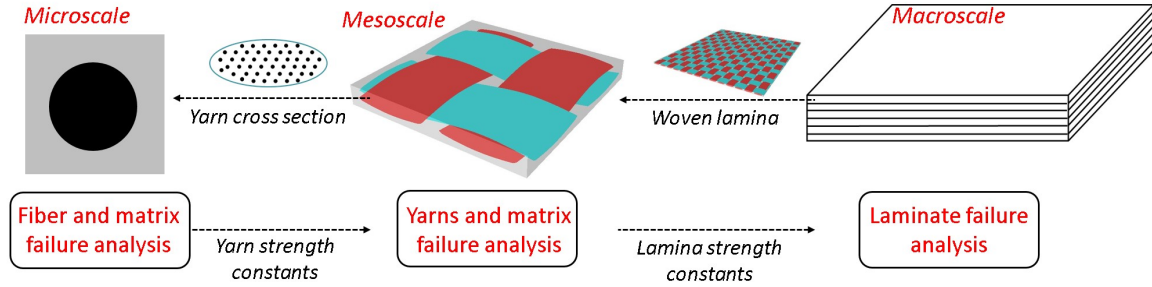 Microscale
Mesoscale
Macroscale
Yarn cross section
Woven lamina
Fiber and matrix
failure analysis
Yarn strength
constants
Yarns and matrix
failure analysis
Lamina strength
constants
Laminate failure
analysis